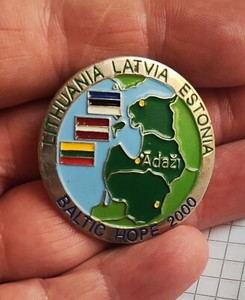 LITHUANIA LATVIA ESTONIA
Ādaži
BALTIC HOPE 2000